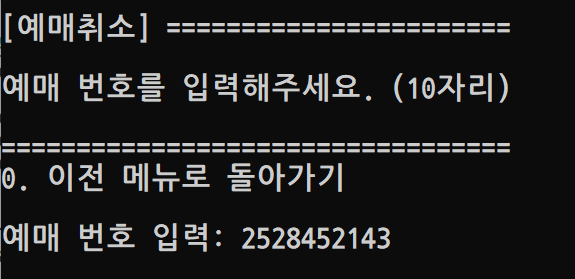 [예매취소] =======================
예매 번호를 입력해주세요. (10자리)
==================================
0. 이전 메뉴로 돌아가기
예매 번호 입력: 2528452143